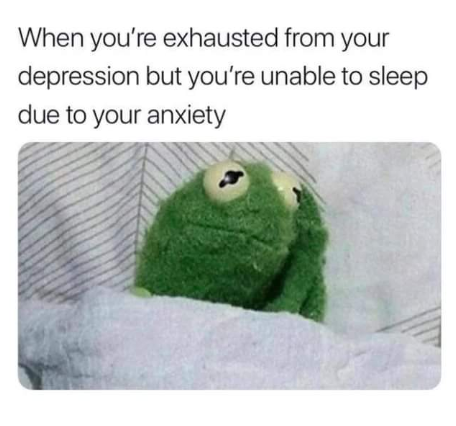 When you're exhausted from your
depression but you're unable to sleep
due to your anxiety